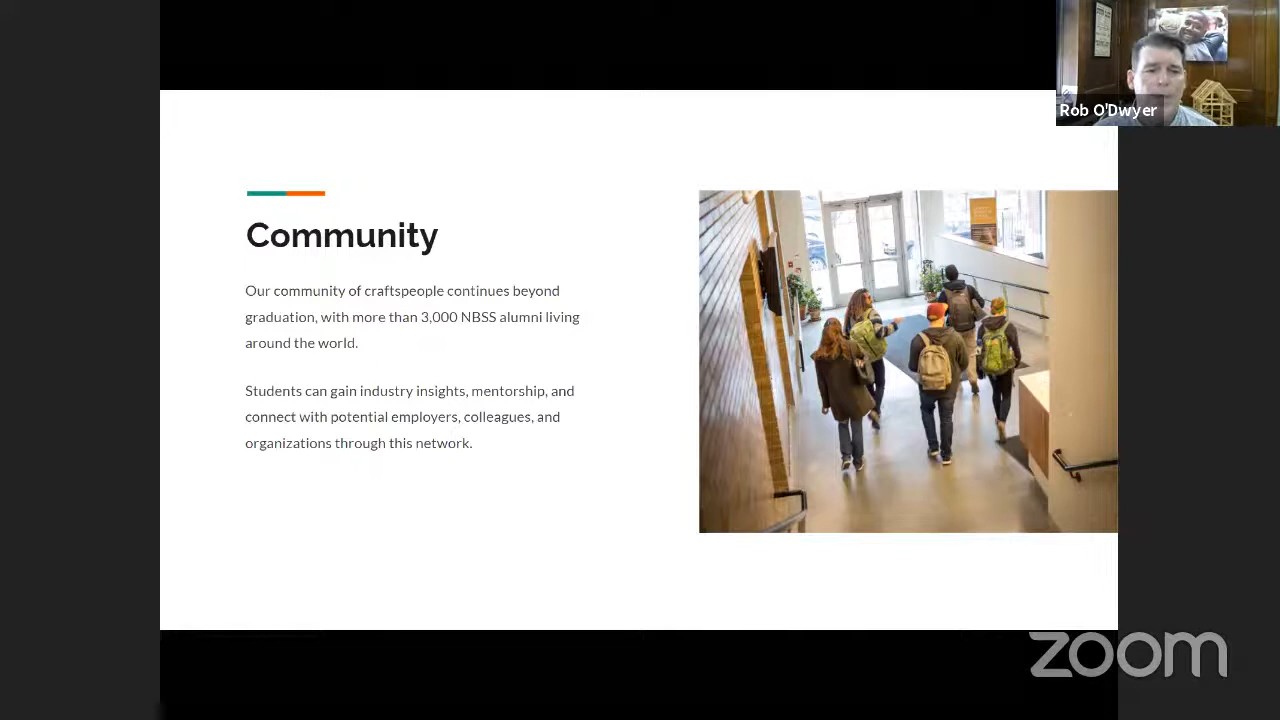 Rob O'Dwyer
Community
Our community of craftspeople continues beyond
graduation, with more than 3,000 NBSS alumni living
around the world.
Students can gain industry insights, mentorship, and
connect with potential employers, colleagues, and
organizations through this network.
zoom